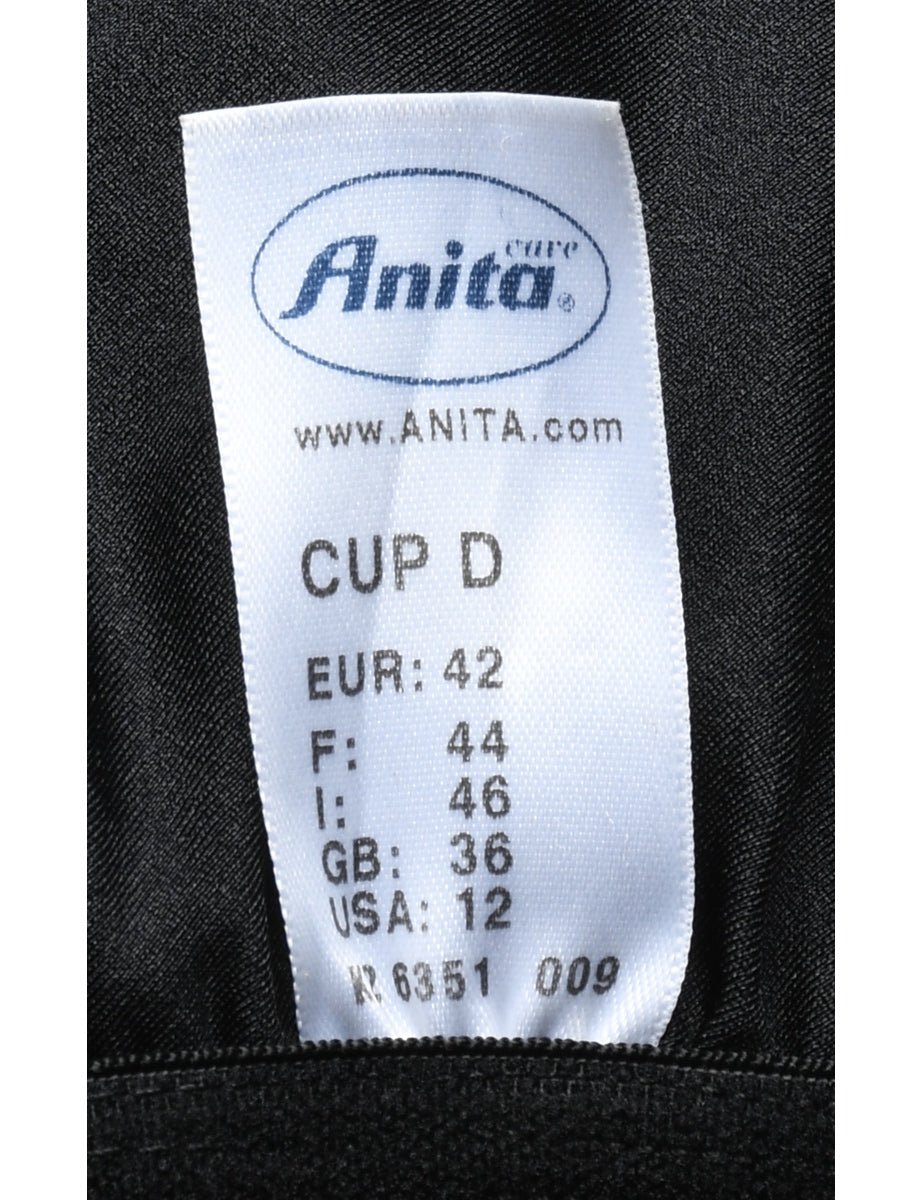 care
Anita®
www.ANITA.com
CUP D
EUR: 42
F: 44
I: 46
GB: 36
USA: 12
6351 009